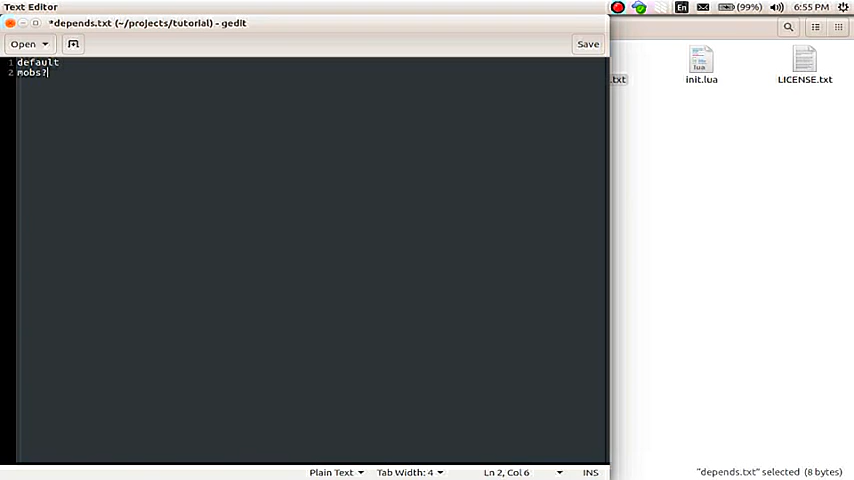 Text Editor
En
(99%)
6:55 PM
*depends.txt (~/projects/tutorial) - gedit
Open
Save
1 default
2 mobs?
.txt
lua
init.lua
LICENSE.txt
Plain Text
Tab Width: 4
Ln 2, Col 6
INS
"depends.txt" selected (8 bytes)